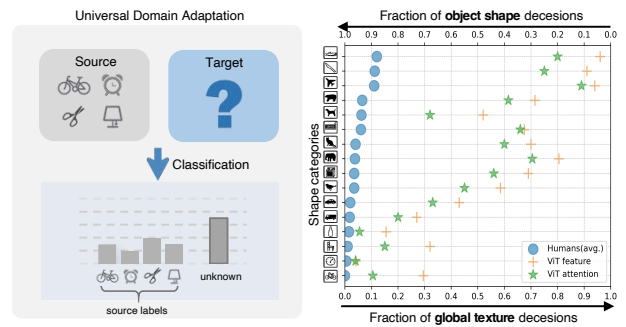 Universal Domain Adaptation
Source
Target
?
Classification
unknown
source labels
Fraction of object shape decesions
1.0 0.9 0.8 0.7 0.6 0.5 0.4 0.3 0.2 0.1 0.0
Shape categories
Humans(avg.)
ViT feature
ViT attention
0.0 0.1 0.2 0.3 0.4 0.5 0.6 0.7 0.8 0.9 1.0
Fraction of global texture decesions